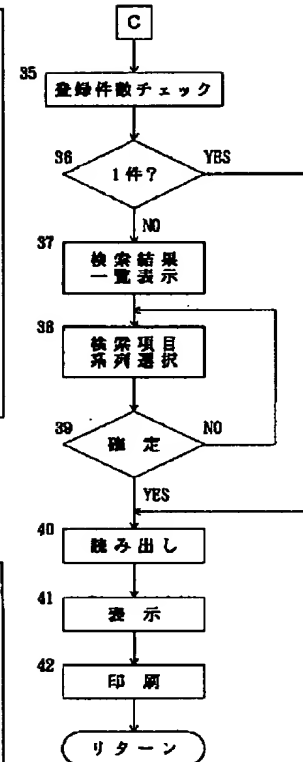 C
35
登録件数チェック
36
1件?
YES
NO
37
検索結果
一覧表示
38
検索項目
系列選択
39
確定
NO
YES
40
読み出し
41
表示
42
印刷
リターン